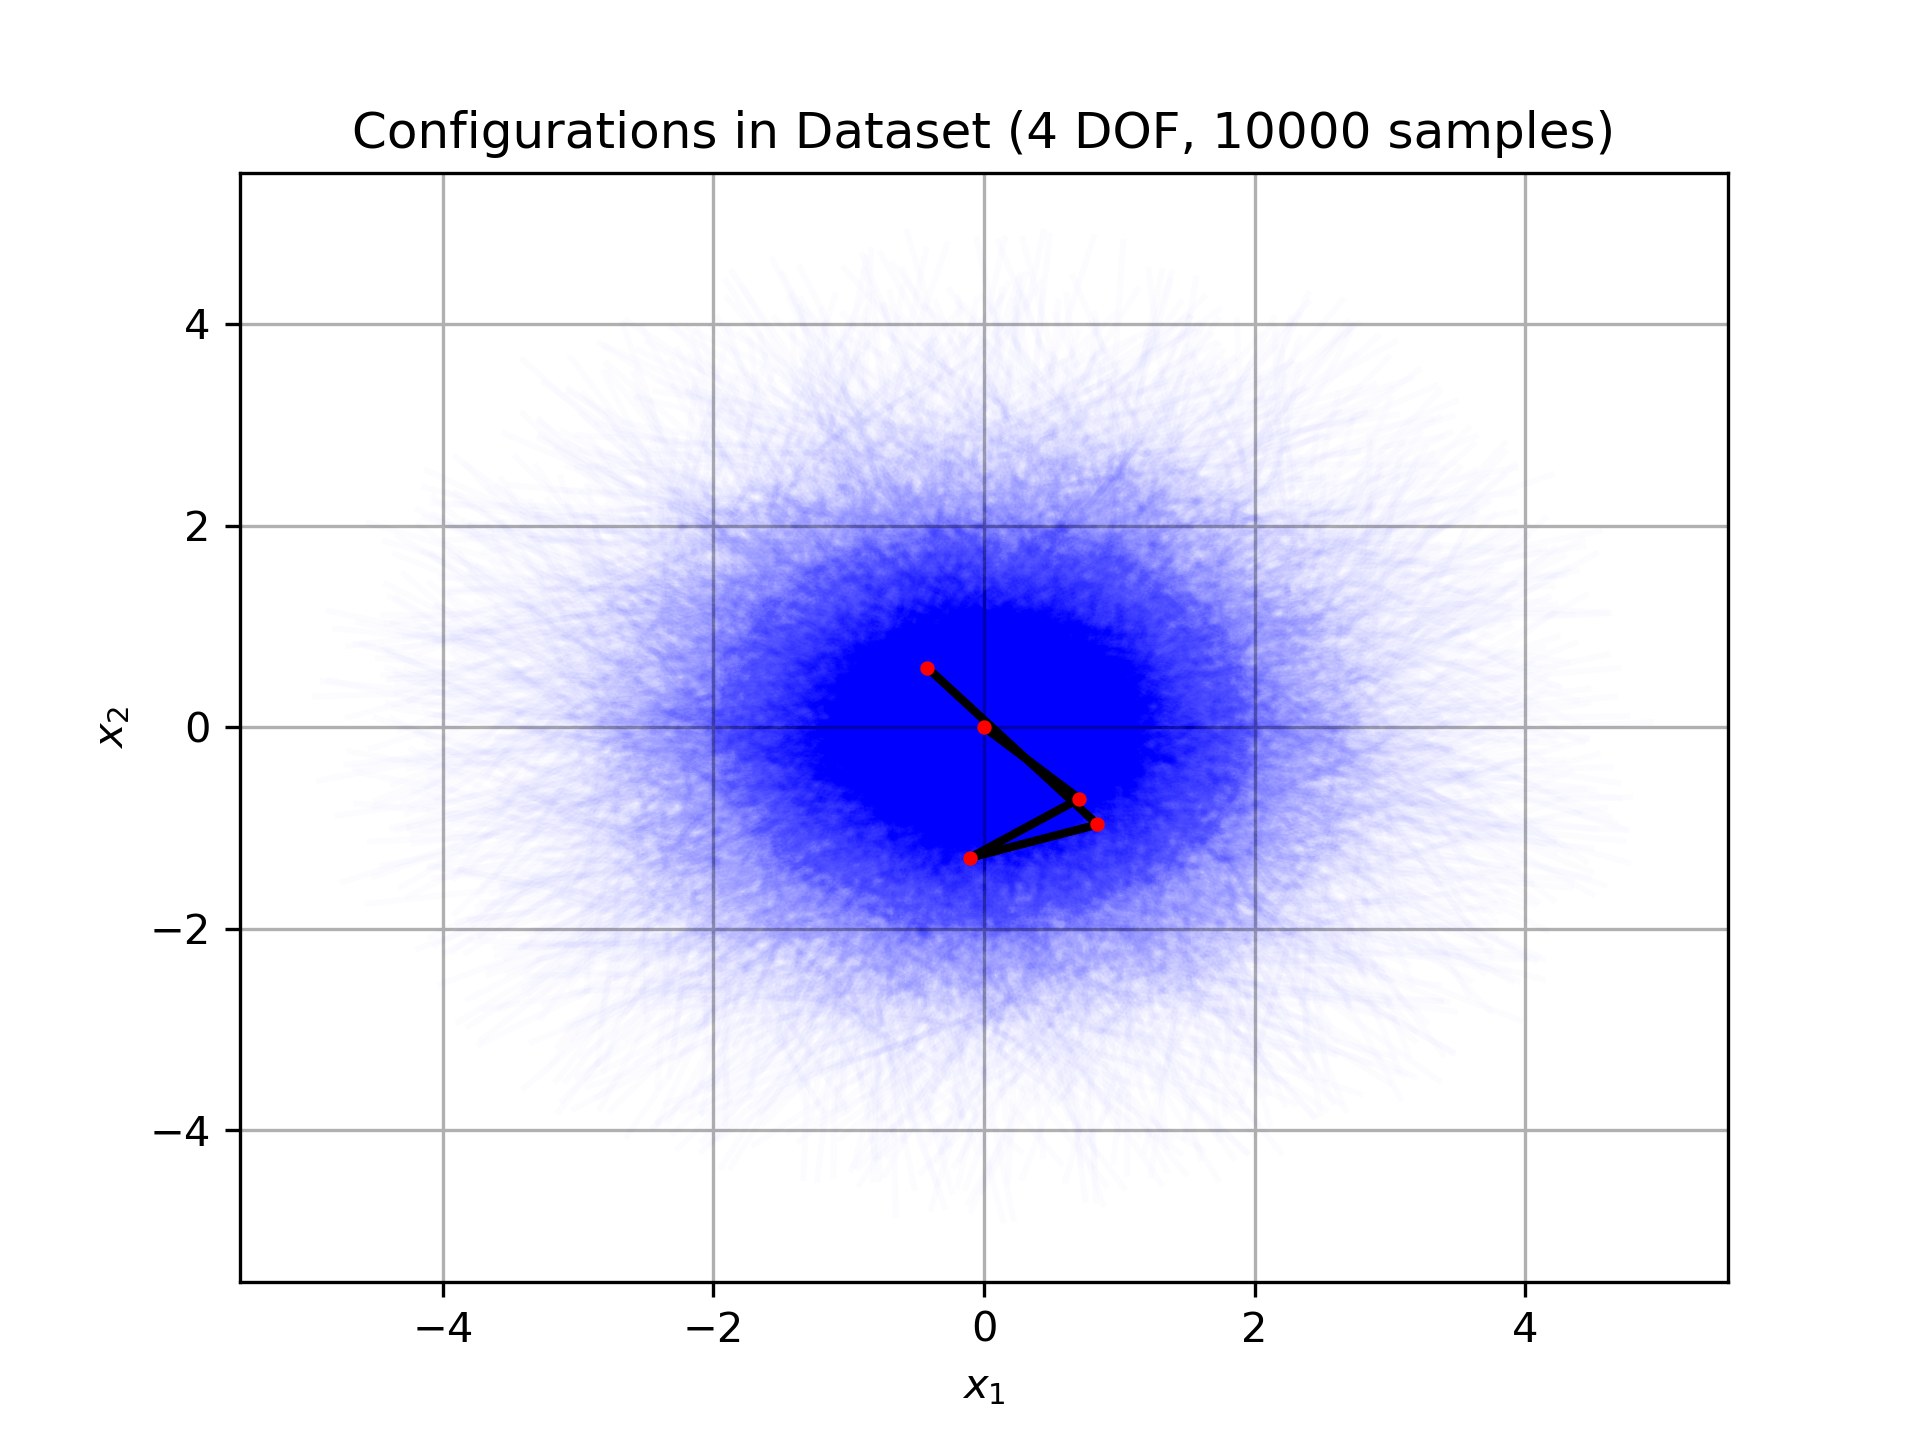 Configurations in Dataset (4 DOF, 10000 samples)
4
2
0
−2
−4
x₂
−4 −2 0 2 4
x₁